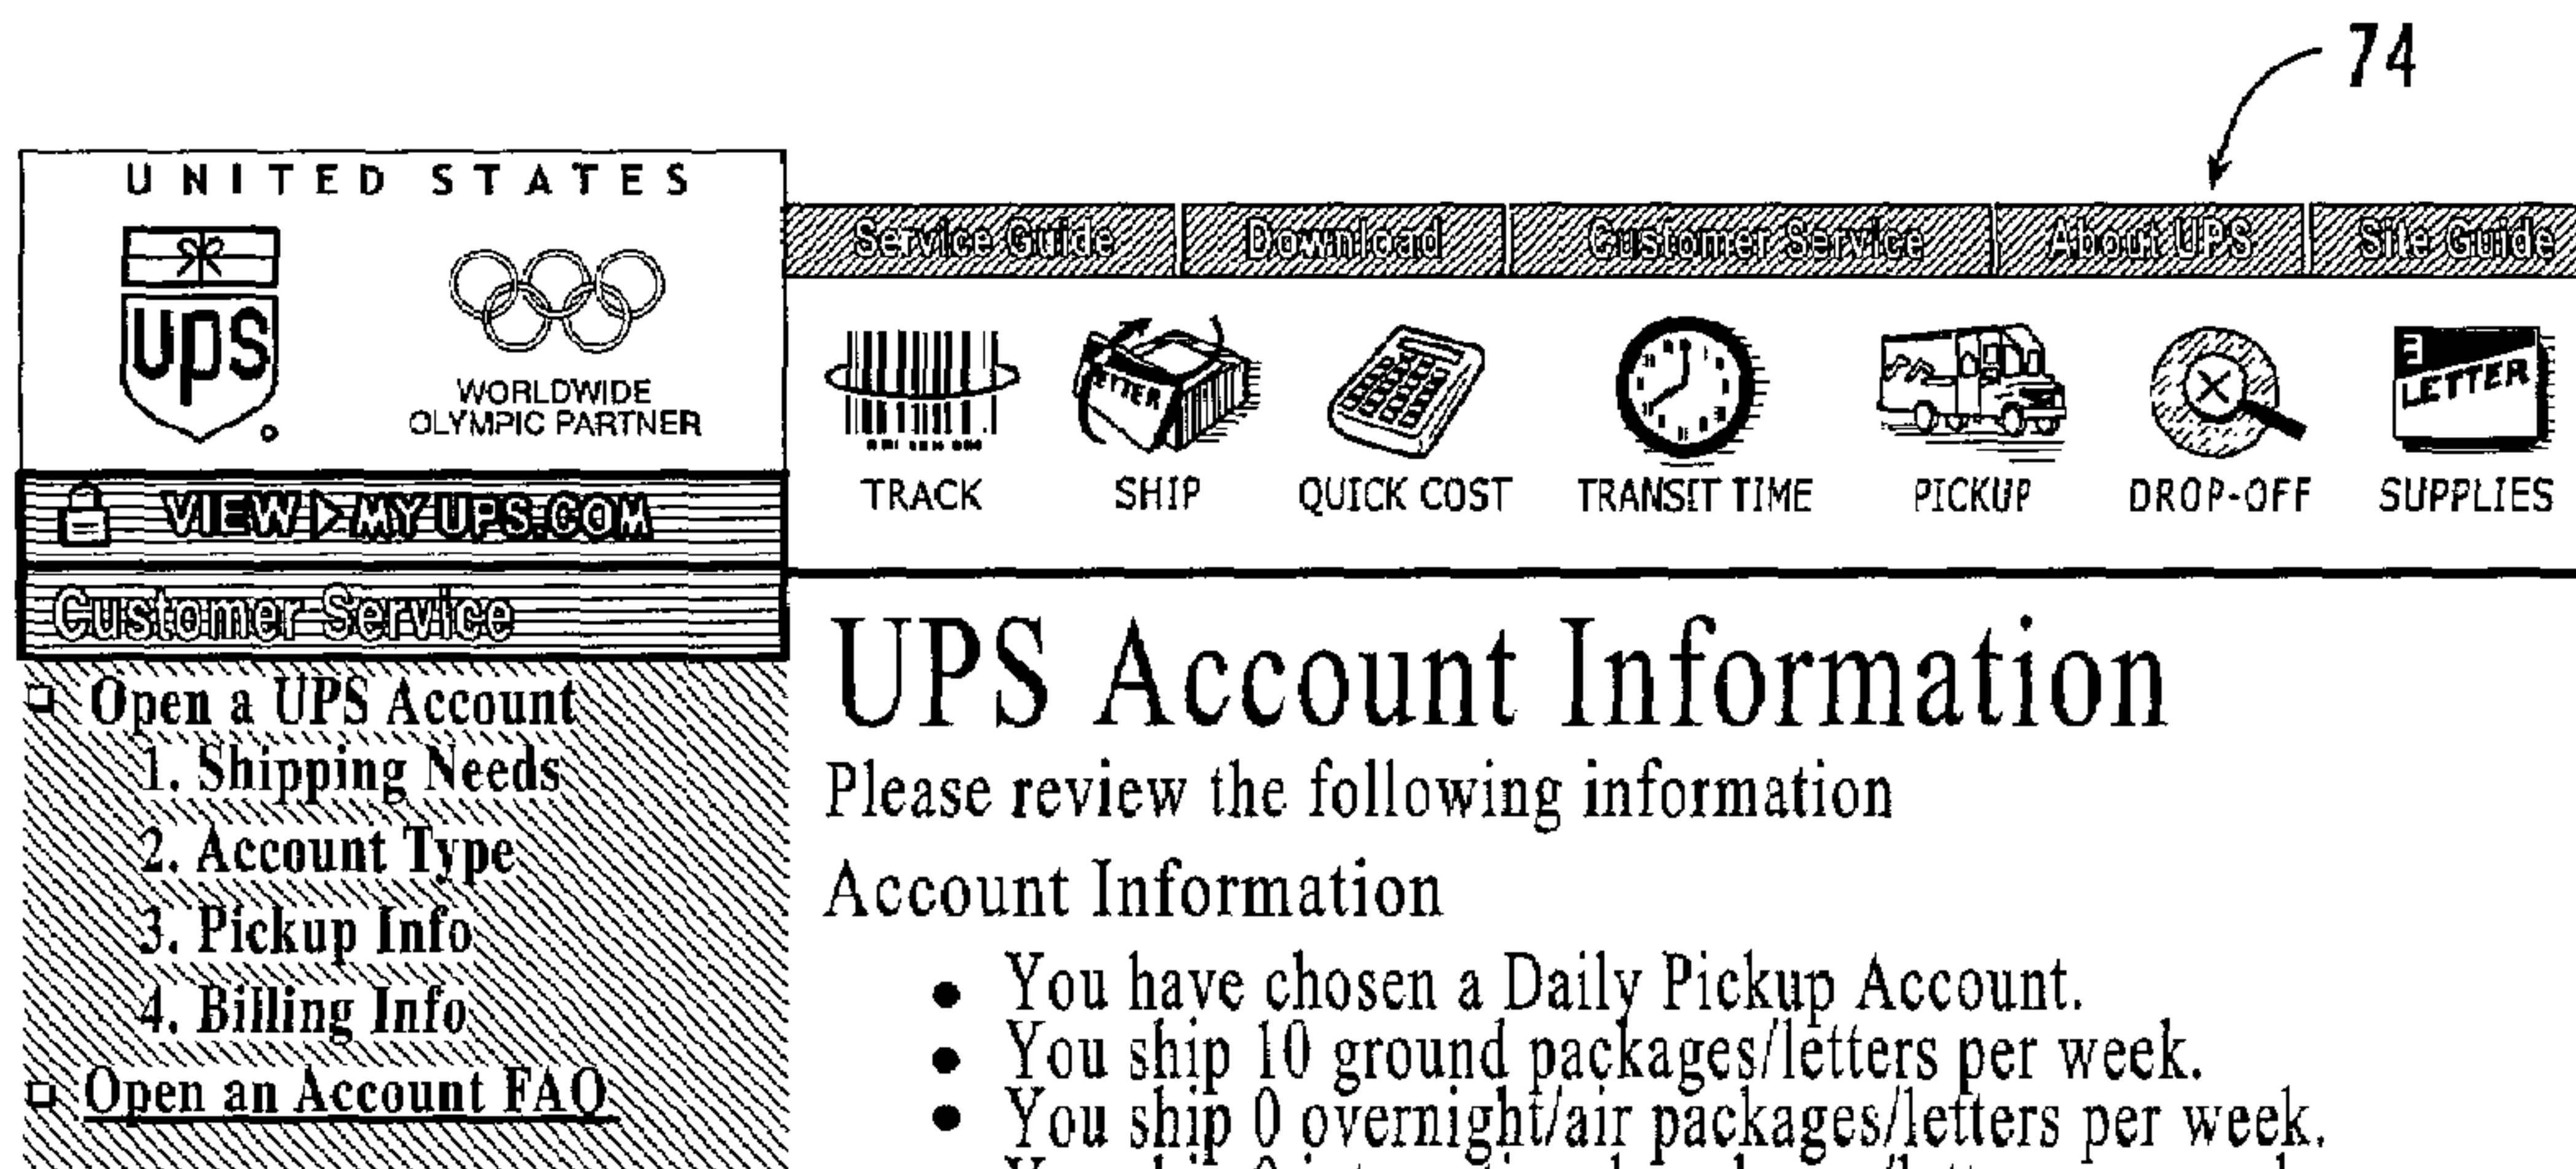 74
UNITED STATES
Service Guide Download Customer Service About UPS Site Guide
ups
WORLDWIDE
OLYMPIC PARTNER
LETTER
TRACK SHIP QUICK COST TRANSIT TIME PICKUP DROP-OFF SUPPLIES
VIEW MY UPS.COM
Customer Service
UPS Account Information
Open a UPS Account
1. Shipping Needs
Please review the following information
2. Account Type
Account Information
3. Pickup Info
You have chosen a Daily Pickup Account.
4. Billing Info
You ship 10 ground packages/letters per week.
Open an Account FAQ
You ship 0 overnight/air packages/letters per week.